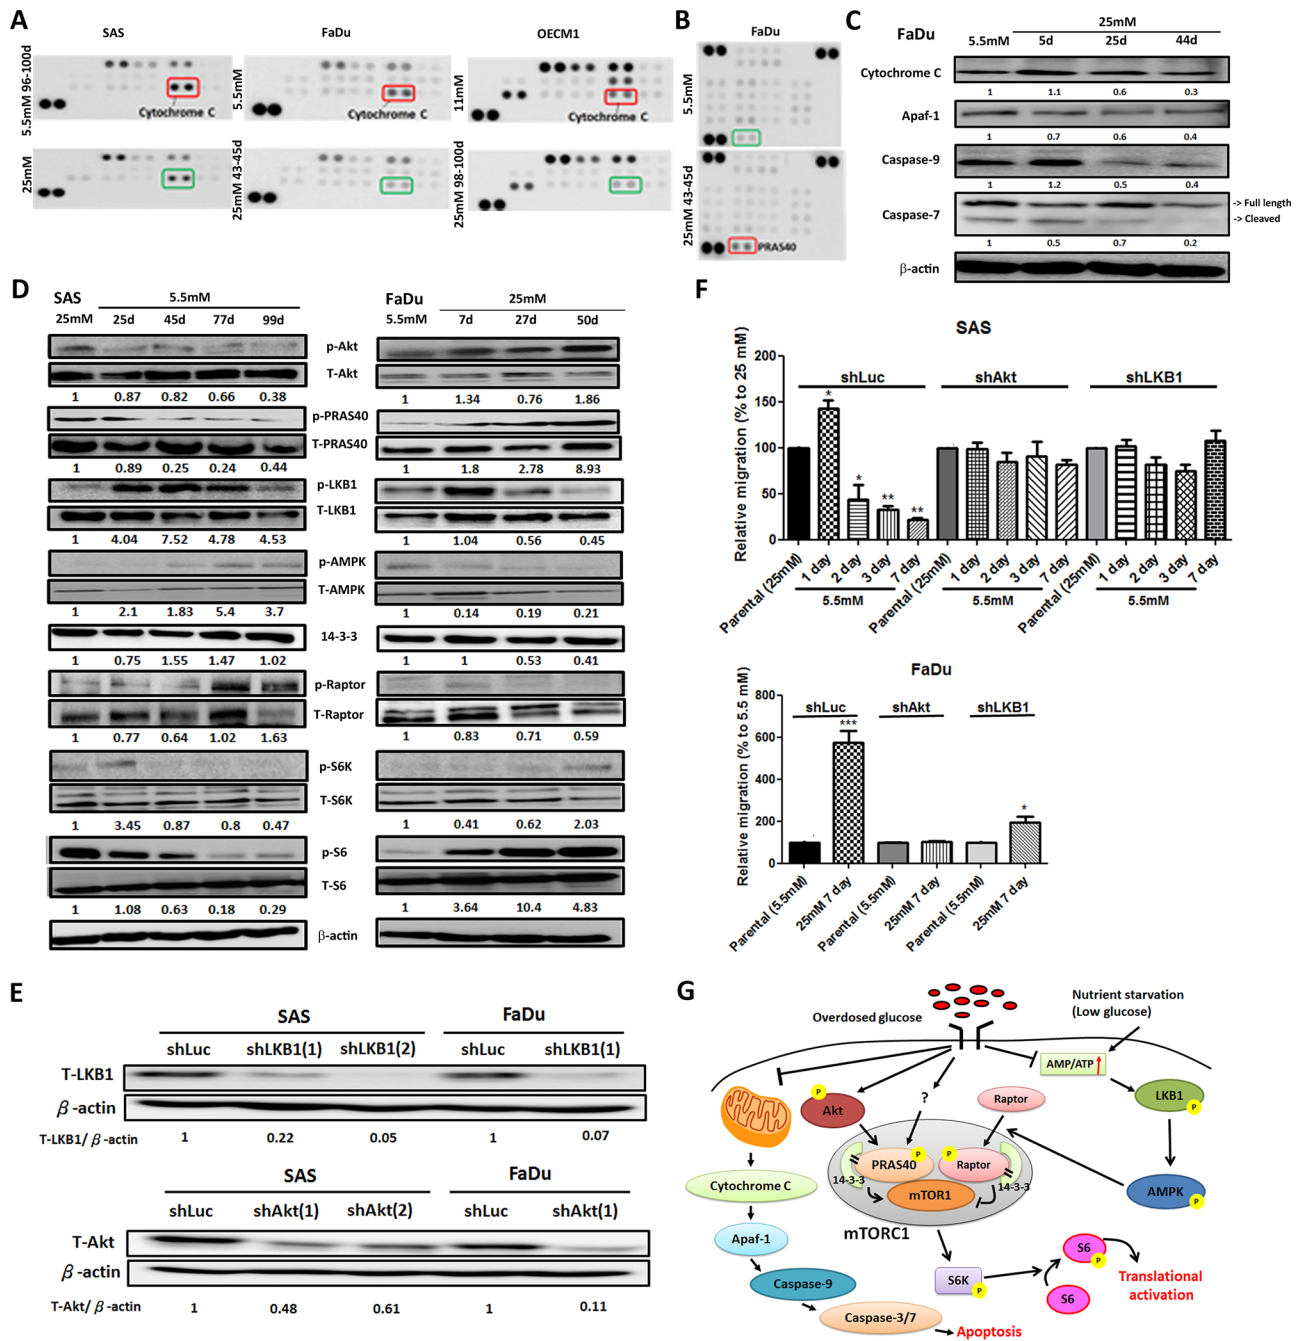 A
SAS
FaDu
OECM1
5.5mM 96-100d
5.5mM
11mM
Cytochrome C
Cytochrome C
Cytochrome C
25mM
25mM 43-45d
25mM 98-100d
B
FaDu
5.5mM
25mM 43-45d
PRAS40
C
FaDu
25mM
5.5mM 5d 25d 44d
Cytochrome C
1 1.1 0.6 0.3
Apaf-1
1 0.7 0.6 0.4
Caspase-9
1 1.2 0.5 0.4
Caspase-7
-> Full length
-> Cleaved
1 0.5 0.7 0.2
β-actin
D
SAS 5.5mM
25mM 25d 45d 77d 99d
FaDu 25mM
5.5mM 7d 27d 50d
p-Akt
T-Akt
1 0.87 0.82 0.66 0.38
1 1.34 0.76 1.86
p-PRAS40
T-PRAS40
1 0.89 0.25 0.24 0.44
1 1.8 2.78 8.93
p-LKB1
T-LKB1
1 4.04 7.52 4.78 4.53
1 1.04 0.56 0.45
p-AMPK
T-AMPK
1 2.1 1.83 5.4 3.7
1 0.14 0.19 0.21
14-3-3
1 0.75 1.55 1.47 1.02
1 1 0.53 0.41
p-Raptor
T-Raptor
1 0.77 0.64 1.02 1.63
1 0.83 0.71 0.59
p-S6K
T-S6K
1 3.45 0.87 0.8 0.47
1 0.41 0.62 2.03
p-S6
T-S6
1 1.08 0.63 0.18 0.29
1 3.64 10.4 4.83
β-actin
E
SAS FaDu
shLuc shLKB1(1) shLKB1(2) shLuc shLKB1(1)
T-LKB1
β-actin
T-LKB1/β-actin 1 0.22 0.05 1 0.07
SAS FaDu
shLuc shAkt(1) shAkt(2) shLuc shAkt(1)
T-Akt
β-actin
T-Akt/β-actin 1 0.48 0.61 1 0.11
F
SAS
Relative migration (% to 25 mM)
200
150
100
50
0
shLuc shAkt shLKB1
*
*
**
**
Parental (25mM) 1 day 2 day 3 day 7 day Parental (25mM) 1 day 2 day 3 day 7 day Parental (25mM) 1 day 2 day 3 day 7 day
5.5mM 5.5mM 5.5mM
FaDu
Relative migration (% to 5.5 mM)
800
600
400
200
0
shLuc shAkt shLKB1
***
*
Parental (5.5mM) 25mM 7 day Parental (5.5mM) 25mM 7 day Parental (5.5mM) 25mM 7 day
G
Overdosed glucose
Nutrient starvation
(Low glucose)
AMP/ATP
P
Akt
?
Raptor
LKB1
P
P
PRAS40
P
Raptor
14-3-3
14-3-3
mTOR1
mTORC1
AMPK
P
Cytochrome C
Apaf-1
Caspase-9
Caspase-3/7
Apoptosis
S6K
P
S6
P
S6
Translational
activation